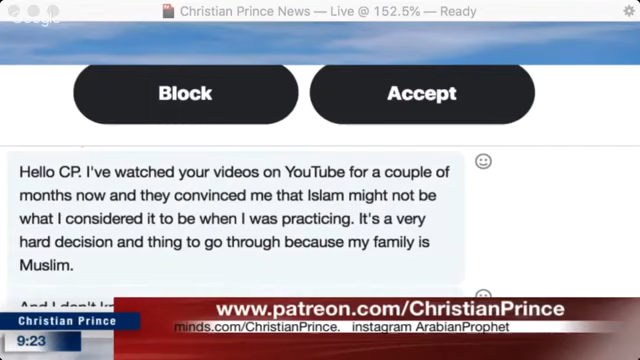 Christian Prince News — Live @ 152.5% — Ready
Google
Block
Accept
Hello CP. I've watched your videos on YouTube for a couple of
months now and they convinced me that Islam might not be
what I considered it to be when I was practicing. It's a very
hard decision and thing to go through because my family is
Muslim.
And I don't
www.patreon.com/ChristianPrince
Christian Prince
minds.com/ChristianPrince. instagram ArabianProphet
9:23